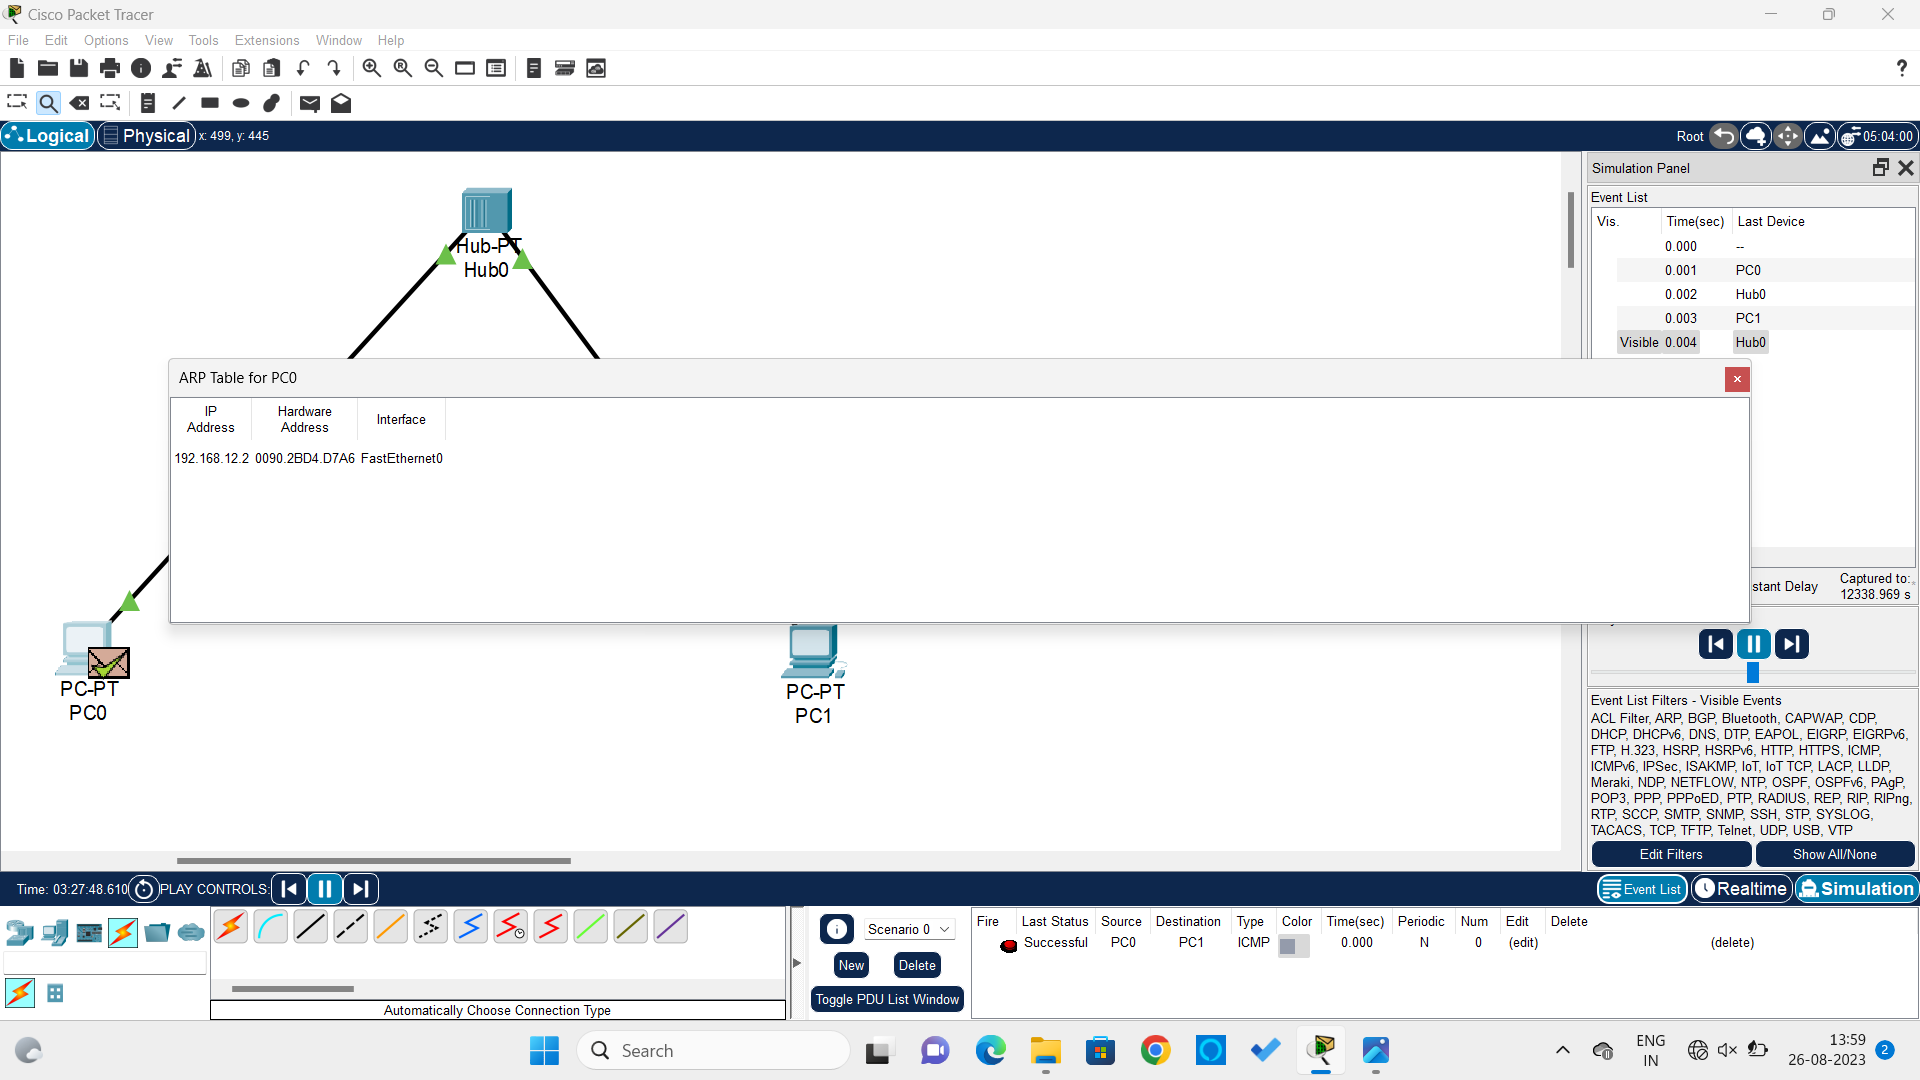 Cisco Packet Tracer
File Edit Options View Tools Extensions Window Help
?
Logical Physical x: 499, y: 445
Root 05:04:00
Simulation Panel
Event List
Vis. Time(sec) Last Device
0.000 --
0.001 PC0
0.002 Hub0
0.003 PC1
Visible 0.004 Hub0
Hub-PT
Hub0
ARP Table for PC0
IP Address Hardware Address Interface
192.168.12.2 0090.2BD4.D7A6 FastEthernet0
stant Delay Captured to:
12338.969 s
PC-PT
PC0
PC-PT
PC1
Event List Filters - Visible Events
ACL Filter, ARP, BGP, Bluetooth, CAPWAP, CDP,
DHCP, DHCPv6, DNS, DTP, EAPOL, EIGRP, EIGRPv6,
FTP, H.323, HSRP, HSRPv6, HTTP, HTTPS, ICMP,
ICMPv6, IPSec, ISAKMP, IoT, IoT TCP, LACP, LLDP,
Meraki, NDP, NETFLOW, NTP, OSPF, OSPFv6, PAgP,
POP3, PPP, PPPoED, PTP, RADIUS, REP, RIP, RIPng,
RTP, SCCP, SMTP, SNMP, SSH, STP, SYSLOG,
TACACS, TCP, TFTP, Telnet, UDP, USB, VTP
Edit Filters Show All/None
Time: 03:27:48.610 PLAY CONTROLS:
Event List Realtime Simulation
Scenario 0
New Delete
Toggle PDU List Window
Fire Last Status Source Destination Type Color Time(sec) Periodic Num Edit Delete
Successful PC0 PC1 ICMP 0.000 N 0 (edit) (delete)
Automatically Choose Connection Type
Search
ENG
IN
13:59
26-08-2023
2